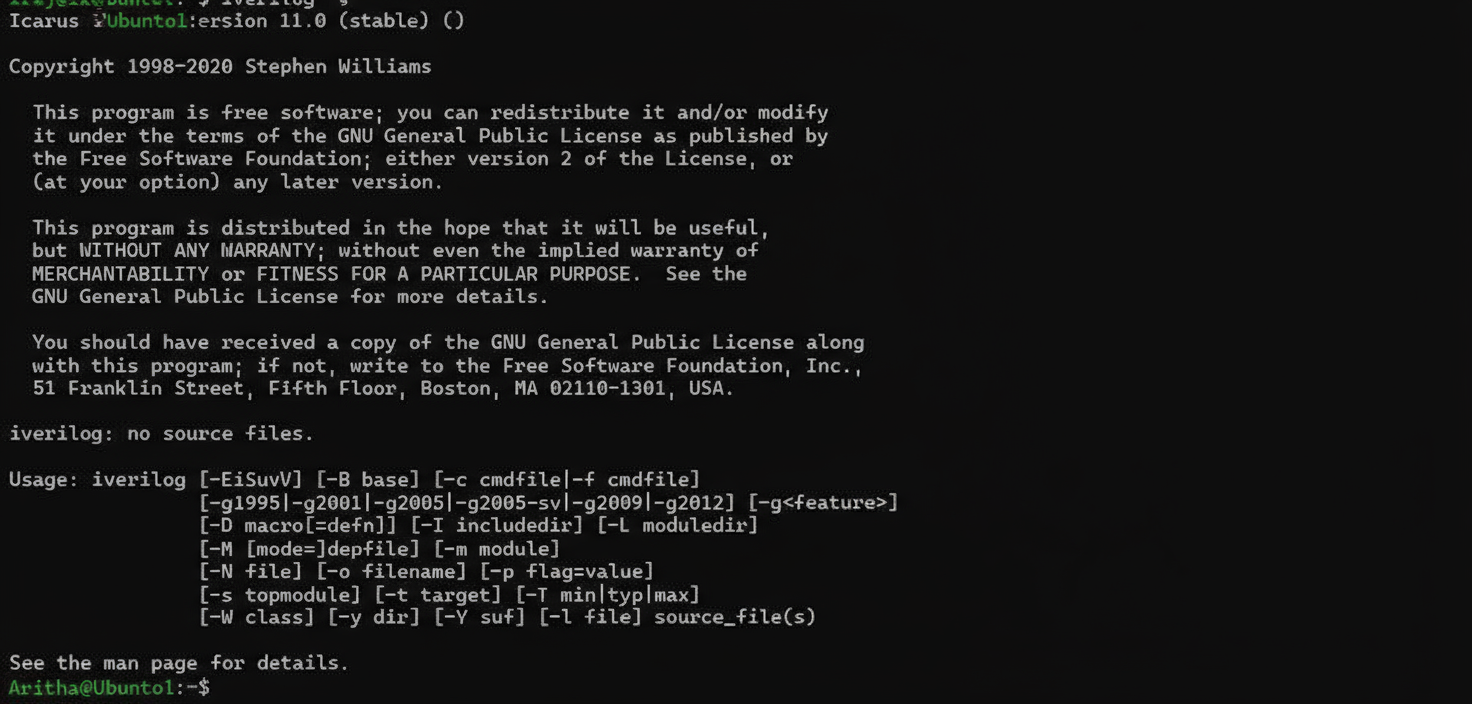 iverilog
Icarus Ubunto1:ersion 11.0 (stable) ()
Copyright 1998-2020 Stephen Williams
This program is free software; you can redistribute it and/or modify
it under the terms of the GNU General Public License as published by
the Free Software Foundation; either version 2 of the License, or
(at your option) any later version.
This program is distributed in the hope that it will be useful,
but WITHOUT ANY WARRANTY; without even the implied warranty of
MERCHANTABILITY or FITNESS FOR A PARTICULAR PURPOSE.  See the
GNU General Public License for more details.
You should have received a copy of the GNU General Public License along
with this program; if not, write to the Free Software Foundation, Inc.,
51 Franklin Street, Fifth Floor, Boston, MA 02110-1301, USA.
iverilog: no source files.
Usage: iverilog [-EiSuvV] [-B base] [-c cmdfile|-f cmdfile]
[-g1995|-g2001|-g2005|-g2005-sv|-g2009|-g2012] [-g<feature>]
[-D macro[=defn]] [-I includedir] [-L moduledir]
[-M [mode=]depfile] [-m module]
[-N file] [-o filename] [-p flag=value]
[-s topmodule] [-t target] [-T min|typ|max]
[-W class] [-y dir] [-Y suf] [-l file] source_file(s)
See the man page for details.
Aritha@Ubunto1:~$